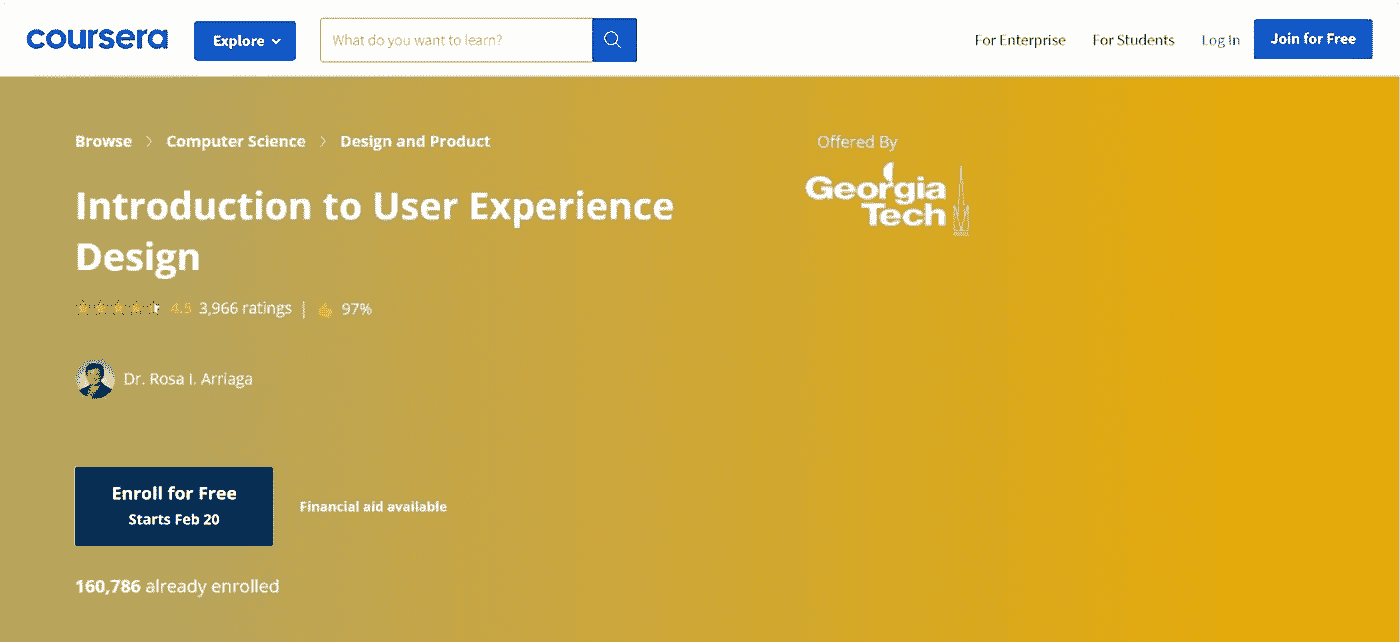 coursera
Explore
What do you want to learn?
For Enterprise
For Students
Log In
Join for Free
Browse > Computer Science > Design and Product
Offered By
Georgia
Tech
Introduction to User Experience
Design
4.5 3,966 ratings | 97%
Dr. Rosa I. Arriaga
Enroll for Free
Starts Feb 20
Financial aid available
160,786 already enrolled